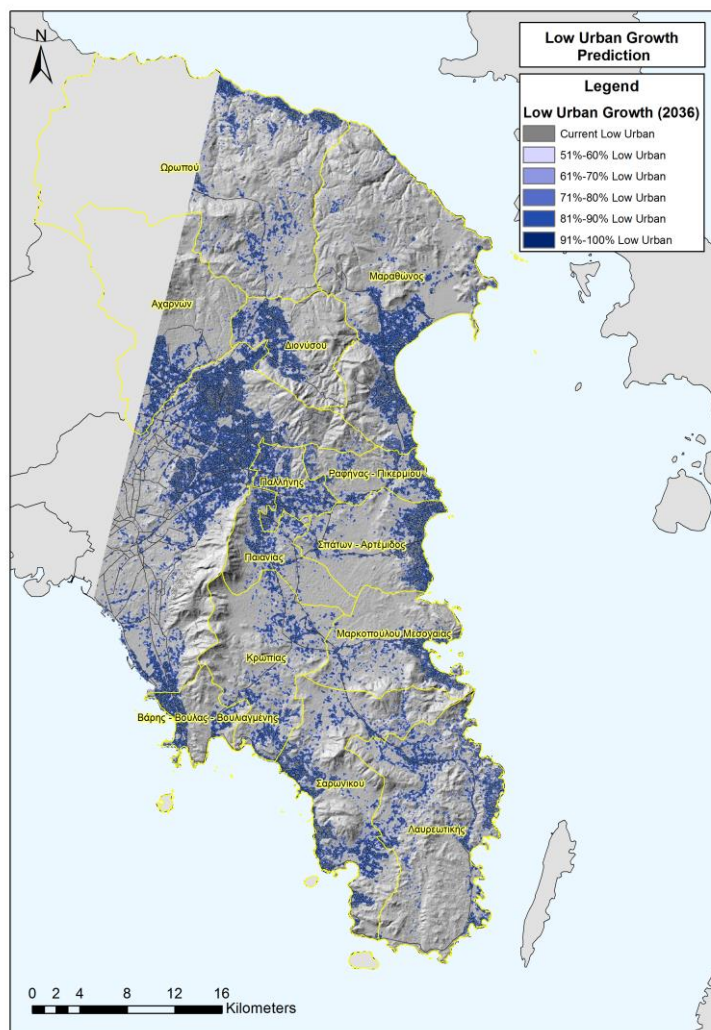 N
Low Urban Growth
Prediction
Legend
Low Urban Growth (2036)
Current Low Urban
51%-60% Low Urban
61%-70% Low Urban
71%-80% Low Urban
81%-90% Low Urban
91%-100% Low Urban
Ωρωπού
Μαραθώνος
Αχαρνών
Διονύσου
Ραφήνας - Πικερμίου
Παλλήνης
Σπάτων - Αρτέμιδος
Παιανίας
Μαρκοπούλου Μεσογαίας
Κρωπίας
Βάρης - Βούλας - Βουλιαγμένης
Σαρωνικού
Λαυρεωτικής
0 2 4 8 12 16
Kilometers